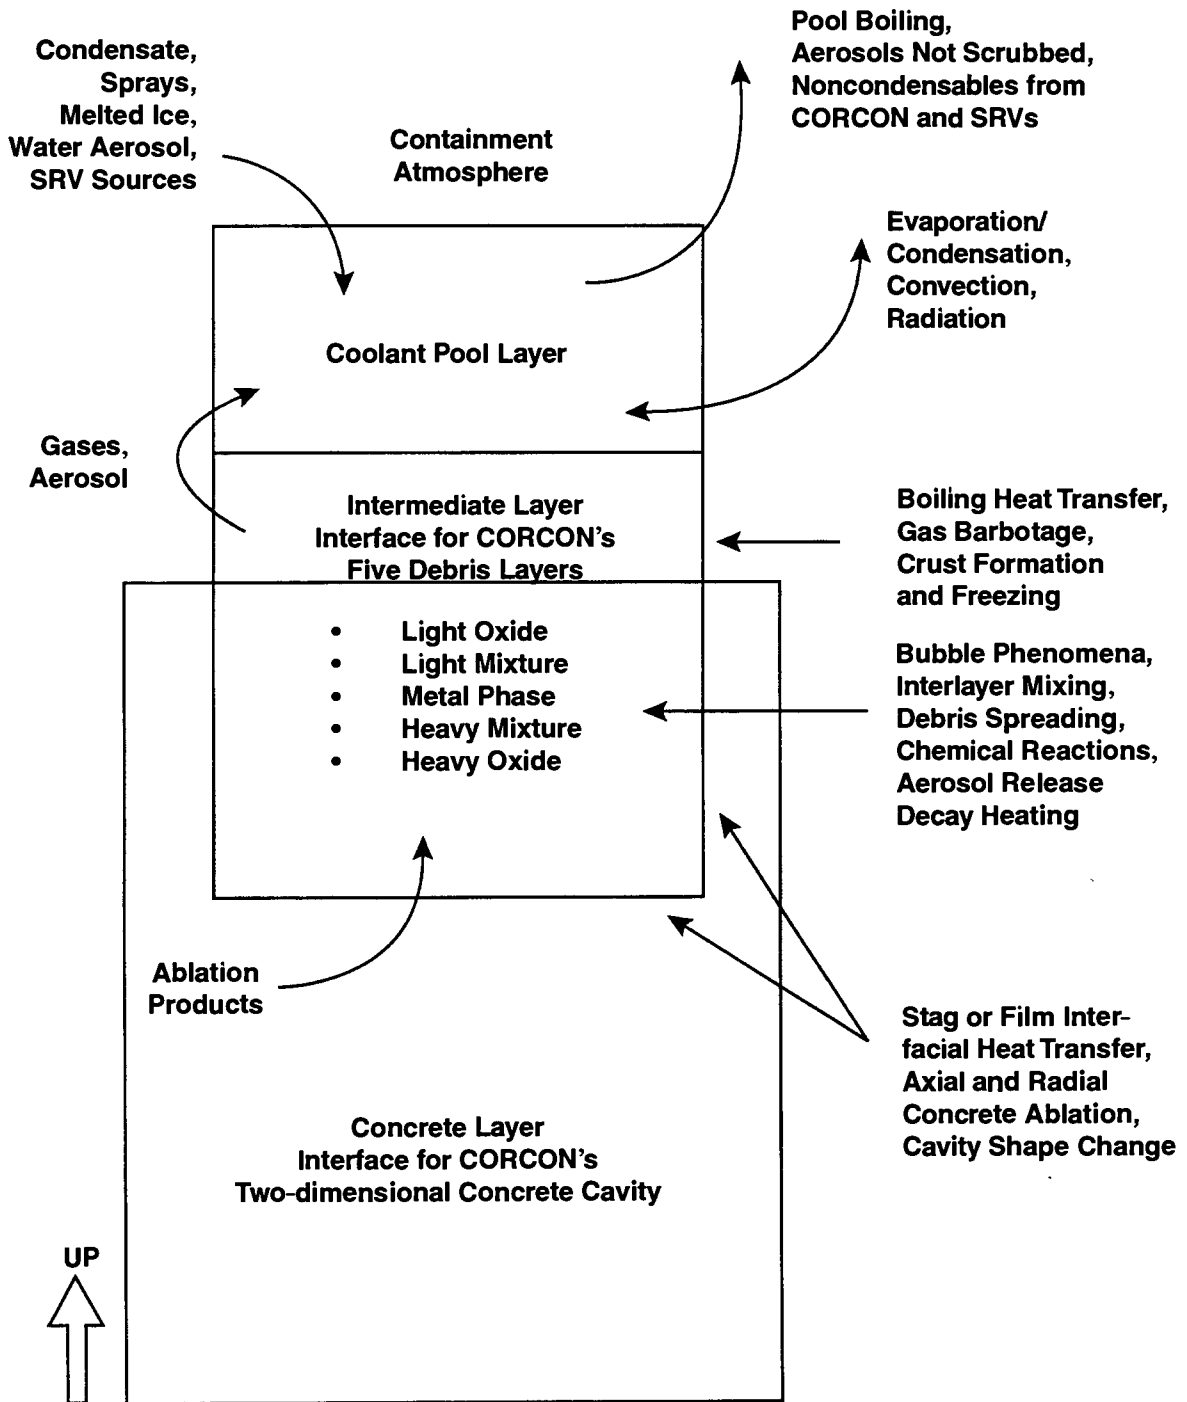 Condensate,
Sprays,
Melted Ice,
Water Aerosol,
SRV Sources
Containment
Atmosphere
Pool Boiling,
Aerosols Not Scrubbed,
Noncondensables from
CORCON and SRVs
Evaporation/
Condensation,
Convection,
Radiation
Coolant Pool Layer
Gases,
Aerosol
Intermediate Layer
Interface for CORCON's
Five Debris Layers
Boiling Heat Transfer,
Gas Barbotage,
Crust Formation
and Freezing
• Light Oxide
• Light Mixture
• Metal Phase
• Heavy Mixture
• Heavy Oxide
Bubble Phenomena,
Interlayer Mixing,
Debris Spreading,
Chemical Reactions,
Aerosol Release
Decay Heating
Ablation
Products
Stag or Film Inter-
facial Heat Transfer,
Axial and Radial
Concrete Ablation,
Cavity Shape Change
Concrete Layer
Interface for CORCON's
Two-dimensional Concrete Cavity
UP